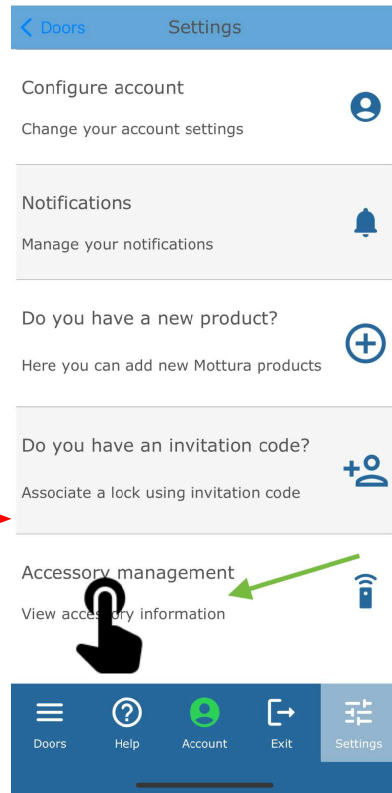 Doors Settings
Configure account
Change your account settings
Notifications
Manage your notifications
Do you have a new product?
Here you can add new Mottura products
Do you have an invitation code?
Associate a lock using invitation code
Accessory management
View accessory information
Doors Help Account Exit Settings